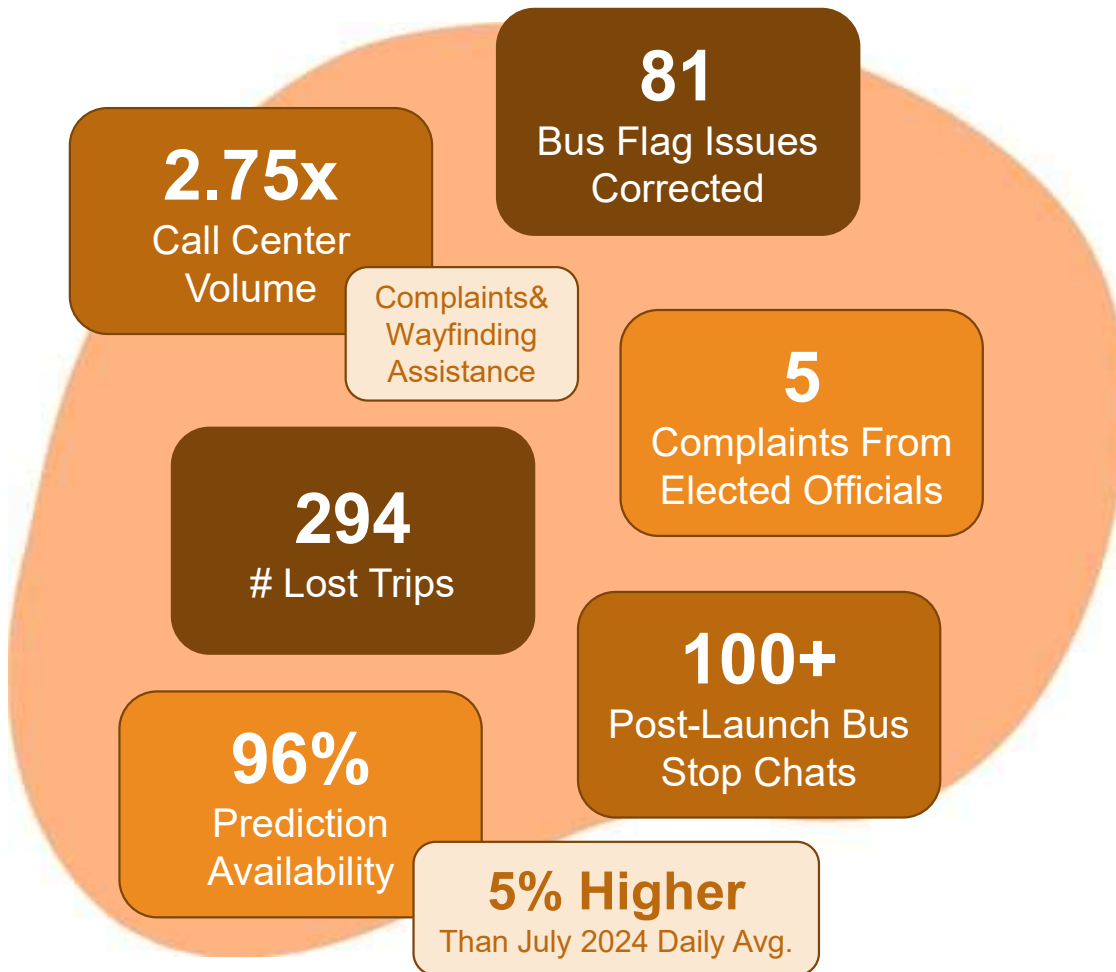 81
Bus Flag Issues
Corrected
2.75x
Call Center
Volume
Complaints&
Wayfinding
Assistance
5
Complaints From
Elected Officials
294
# Lost Trips
100+
Post-Launch Bus
Stop Chats
96%
Prediction
Availability
5% Higher
Than July 2024 Daily Avg.